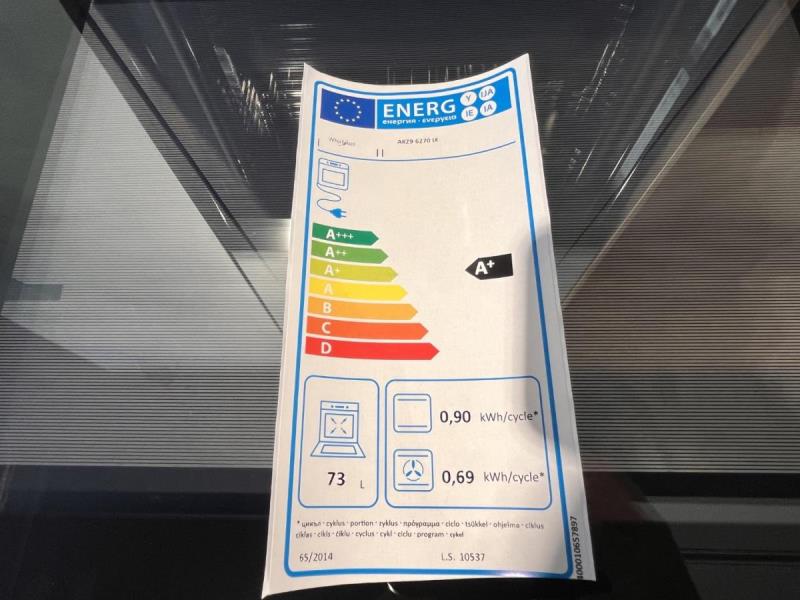 ENERG Y IJA IE IA
енергия · ενεργεια
I Whirlpool II AKZ9 6270 IX
A+++
A++
A+
A+
A
B
C
D
0,90 kWh/cycle*
73 L
0,69 kWh/cycle*
* цикъл · cyklus · portion · zyklus · πρόγραμμα · ciclo · tsükkel · ohjelma · ciklus
ciklas · cikls · ċiklu · cyclus · cykl · ciclu · program · cykel
65/2014 L.S. 10537
400010657897